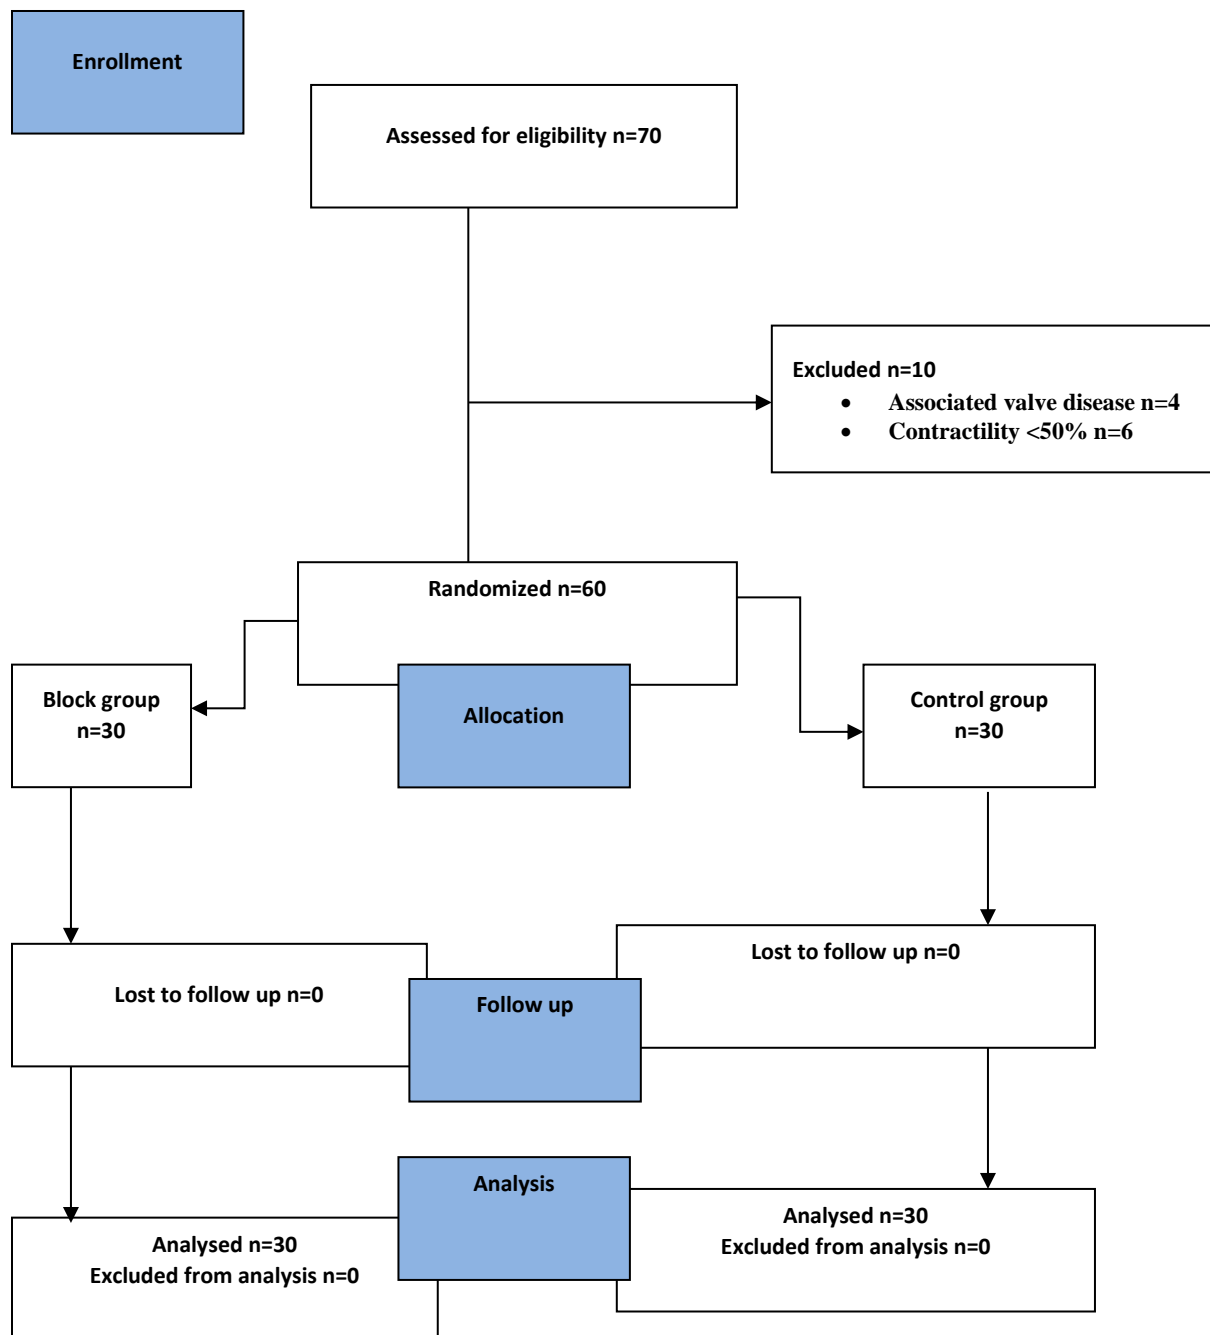 Enrollment
Assessed for eligibility n=70
Excluded n=10
• Associated valve disease n=4
• Contractility <50% n=6
Randomized n=60
Block group
n=30
Allocation
Control group
n=30
Lost to follow up n=0
Follow up
Lost to follow up n=0
Analysed n=30
Excluded from analysis n=0
Analysis
Analysed n=30
Excluded from analysis n=0